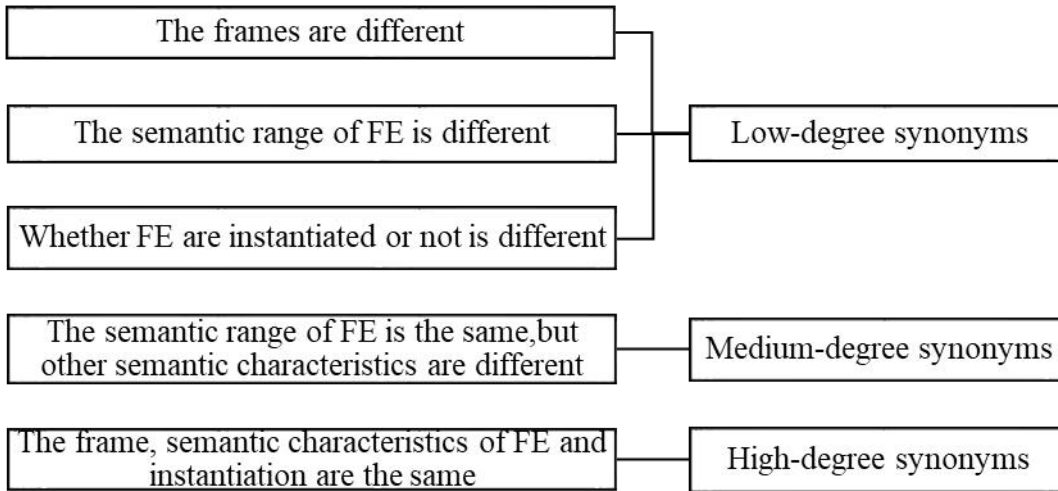 The frames are different
The semantic range of FE is different
Low-degree synonyms
Whether FE are instantiated or not is different
The semantic range of FE is the same,but
other semantic characteristics are different
Medium-degree synonyms
The frame, semantic characteristics of FE and
instantiation are the same
High-degree synonyms